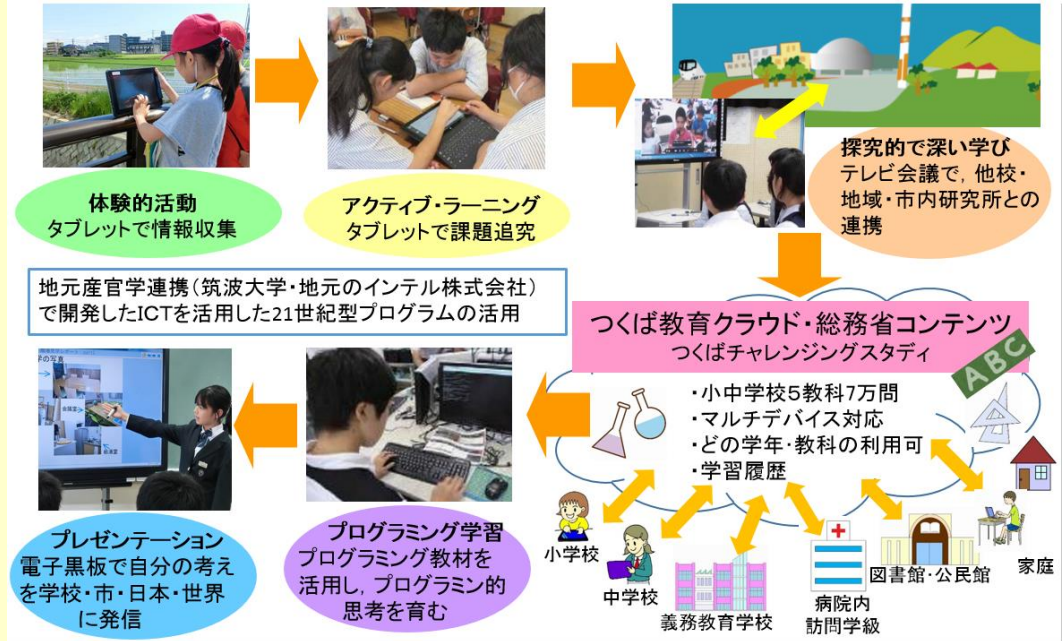 体験的活動
タブレットで情報収集
アクティブ・ラーニング
タブレットで課題追究
探究的で深い学び
テレビ会議で，他校・
地域・市内研究所との
連携
地元産官学連携（筑波大学・地元のインテル株式会社）
で開発したICTを活用した21世紀型プログラムの活用
つくば教育クラウド・総務省コンテンツ
つくばチャレンジングスタディ
ABC
・小中学校5教科7万問
・マルチデバイス対応
・どの学年・教科の利用可
・学習履歴
小学校
中学校
義務教育学校
病院内
訪問学級
図書館・公民館
家庭
プログラミング学習
プログラミング教材を
活用し，プログラミン的
思考を育む
プレゼンテーション
電子黒板で自分の考え
を学校・市・日本・世界
に発信